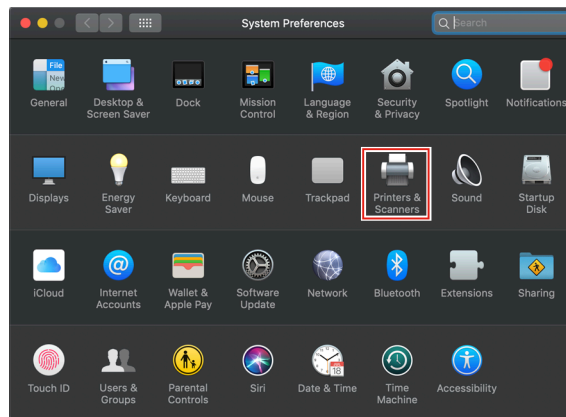 System Preferences
Search
File
New
General
Desktop &
Screen Saver
Dock
Mission
Control
Language
& Region
Security
& Privacy
Spotlight
Notifications
Displays
Energy
Saver
Keyboard
Mouse
Trackpad
Printers &
Scanners
Sound
Startup
Disk
iCloud
Internet
Accounts
Wallet &
Apple Pay
Software
Update
Network
Bluetooth
Extensions
Sharing
18
Touch ID
Users &
Groups
Parental
Controls
Siri
Date & Time
Time
Machine
Accessibility